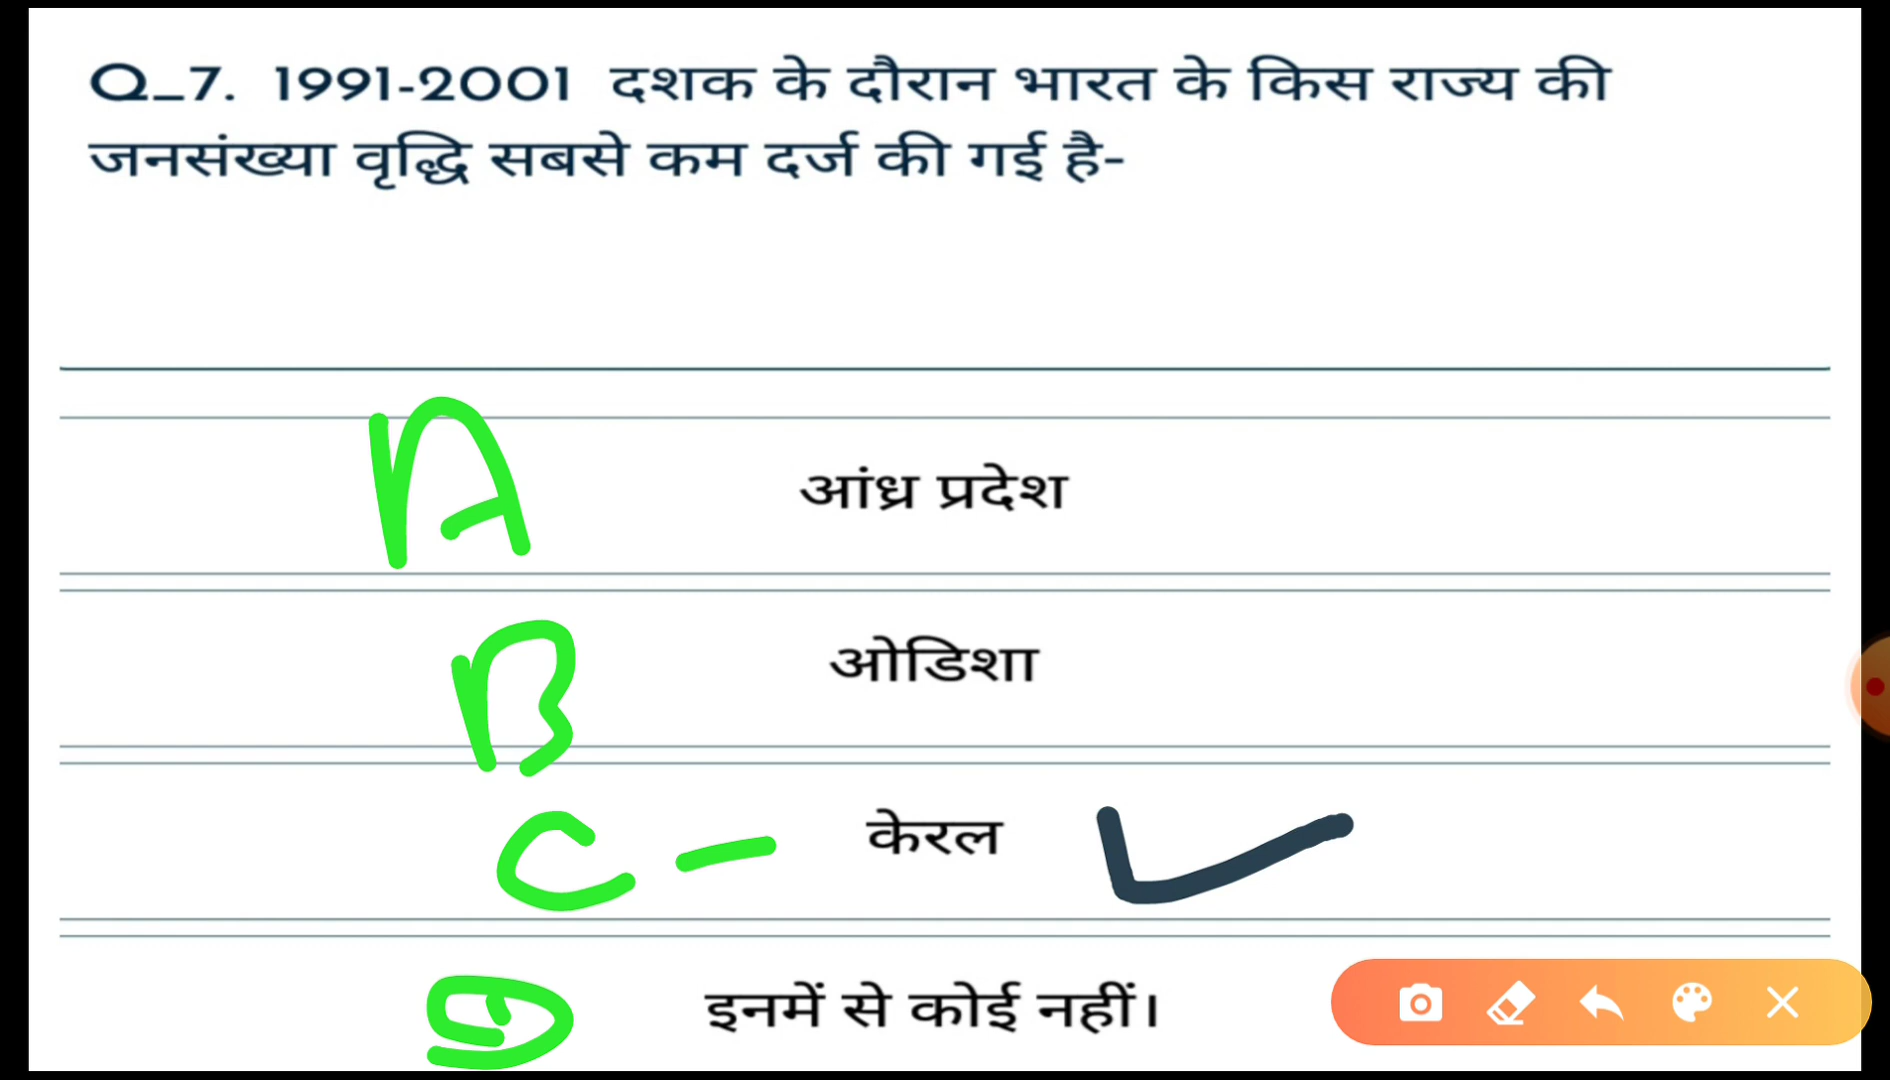 Q_7. 1991-2001 दशक के दौरान भारत के किस राज्य की
जनसंख्या वृद्धि सबसे कम दर्ज की गई है-
A आंध्र प्रदेश
B ओडिशा
C - केरल
D इनमें से कोई नहीं।